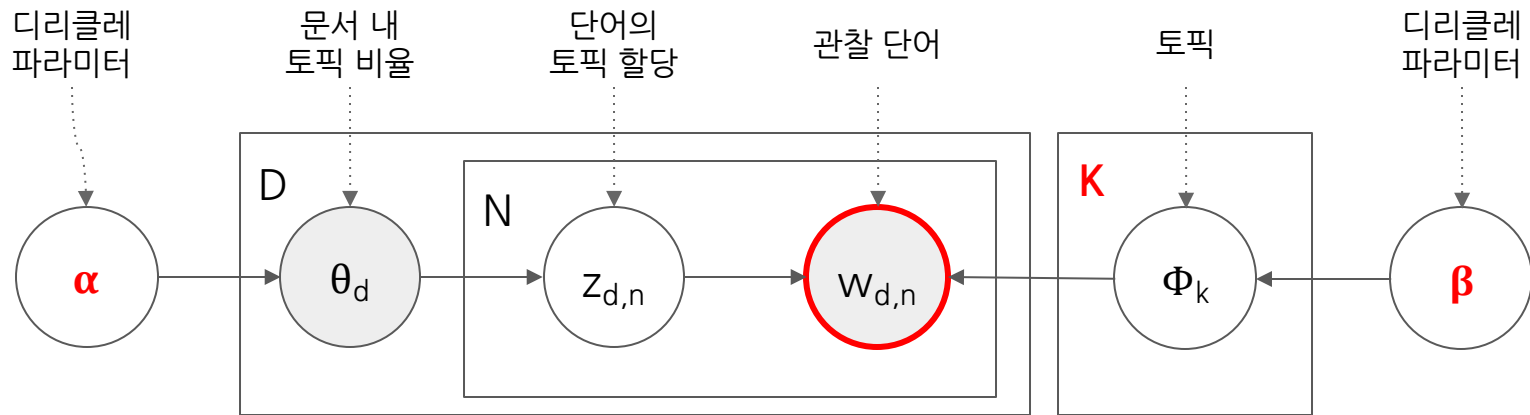 디리클레
파라미터
문서 내
토픽 비율
단어의
토픽 할당
관찰 단어
토픽
디리클레
파라미터
D
N
K
α
θd
zd,n
wd,n
Φk
β